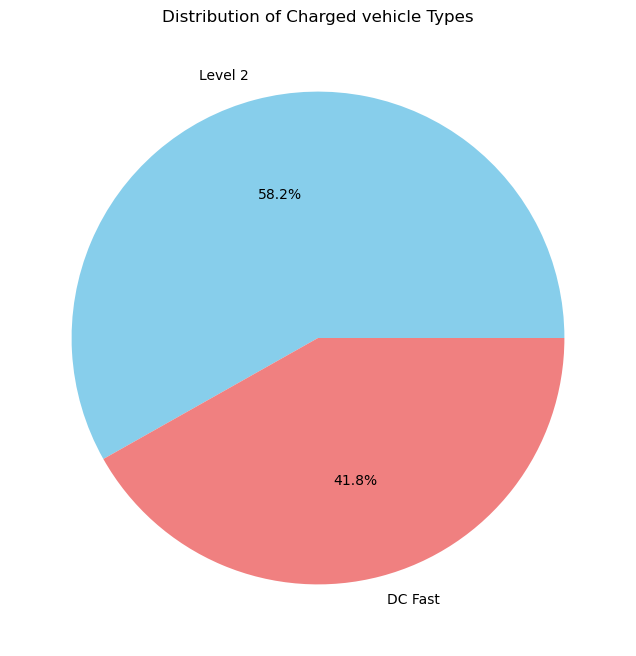 Distribution of Charged vehicle Types
Level 2
58.2%
41.8%
DC Fast